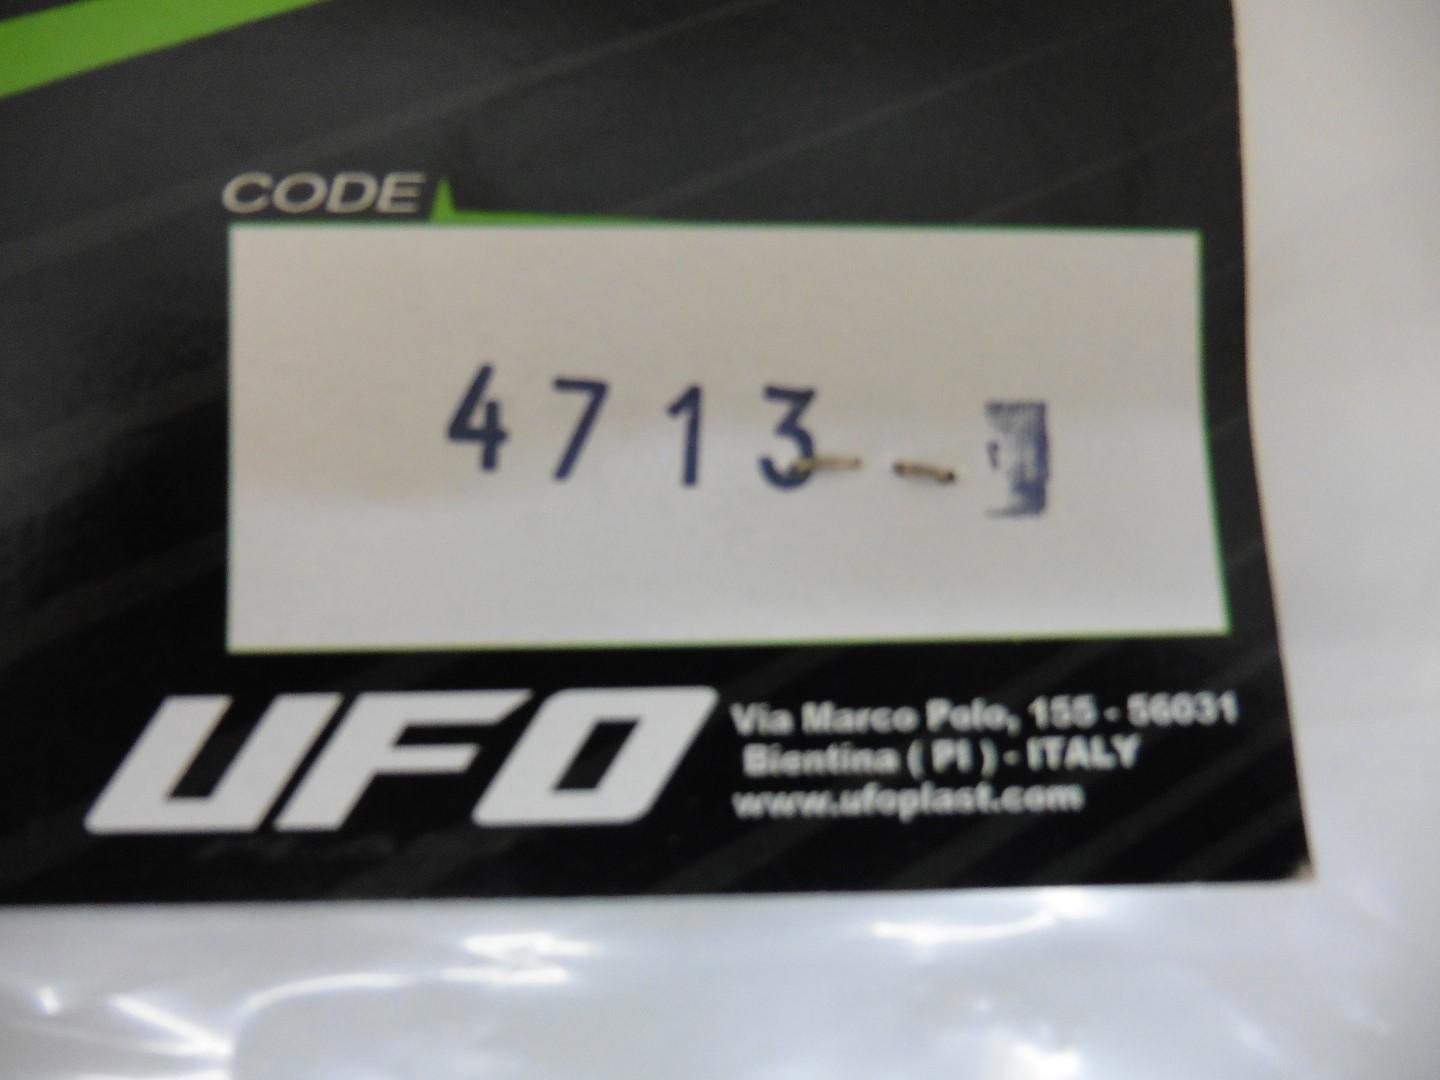 CODE
4713
UFO
Via Marco Polo, 155 - 56031
Bientina ( PI ) - ITALY
www.ufoplast.com